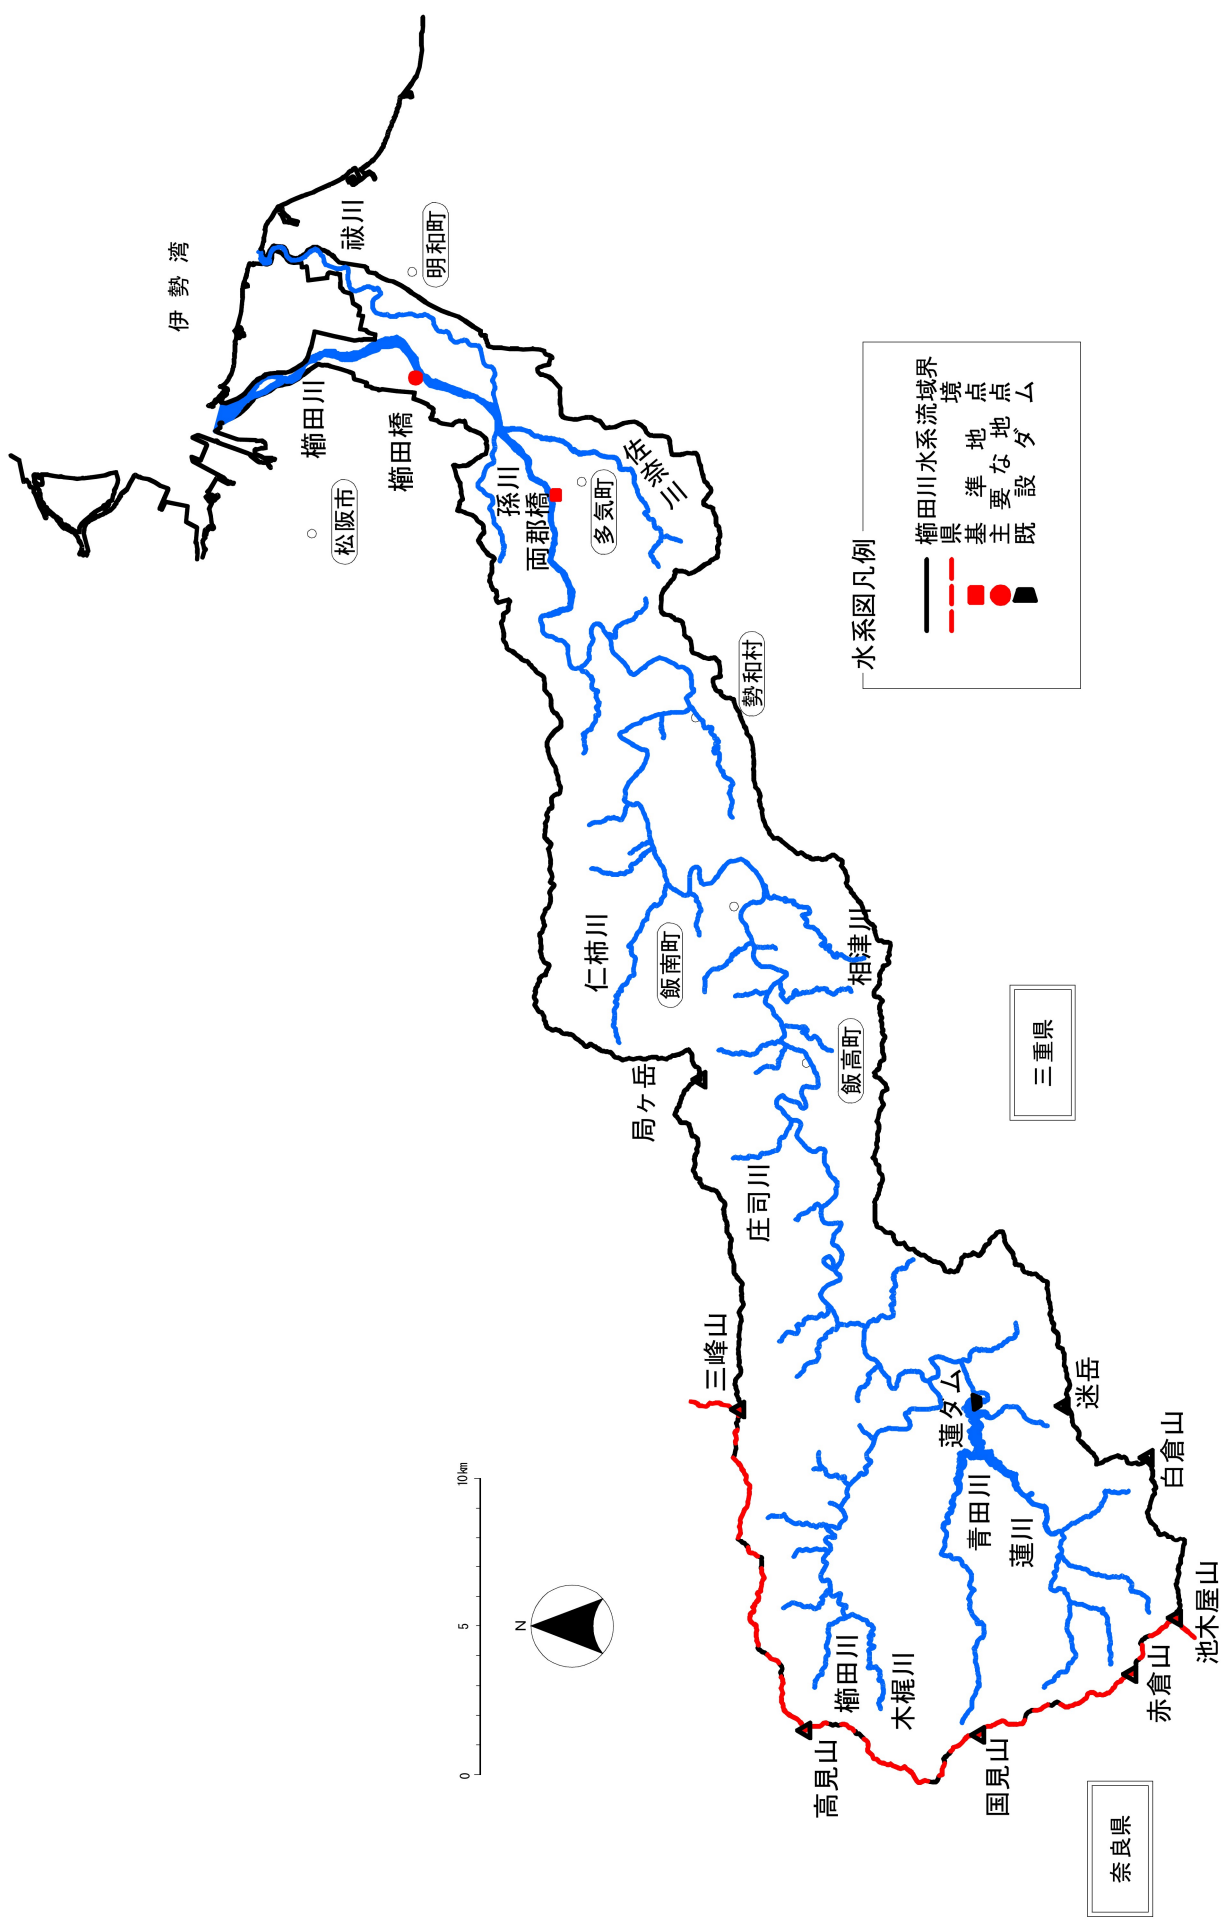 伊勢湾
祓川
明和町
櫛田川
櫛田橋
松阪市
孫川
両郡橋
多気町
佐奈川
勢和村
仁柿川
飯南町
相津川
飯高町
局ヶ岳
庄司川
三峰山
蓮ダム
迷岳
白倉山
青田川
蓮川
池木屋山
赤倉山
櫛田川
木梶川
高見山
国見山
三重県
奈良県
N
0 5 10km
水系図凡例
櫛田川水系流域界
県境
基準地点
主要な地点
既設ダム